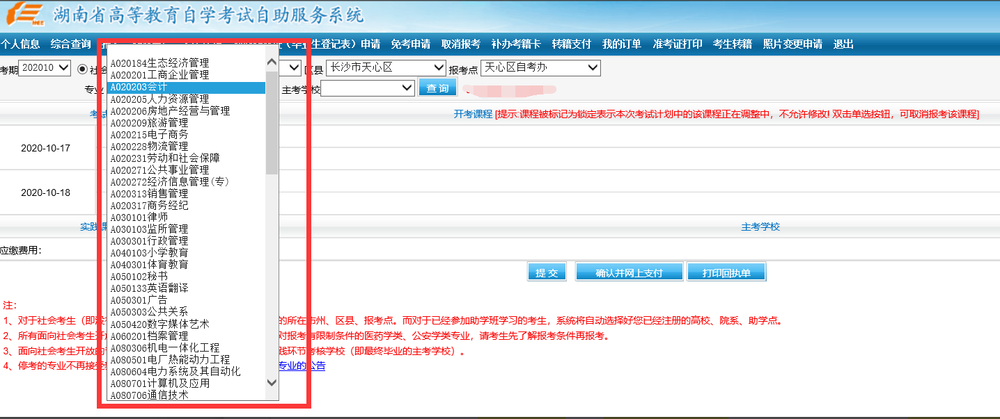 HEE 湖南省高等教育自学考试自助服务系统
个人信息 综合查询 (毕业生登记表)申请 免考申请 取消报考 补办考籍卡 转籍支付 我的订单 准考证打印 考生转籍 照片变更申请 退出
考期 202010 社会 区县 长沙市天心区 报考点 天心区自考办
专业 主考学校 查 询
考试 开考课程 [提示:课程被标记为锁定表示本次考试计划中的该课程正在调整中，不允许修改! 双击单选按钮，可取消报考该课程]
2020-10-17
2020-10-18
实践课 主考学校
应缴费用：
提 交 确认并网上支付 打印回执单
A020184生态经济管理
A020201工商企业管理
A020203会计
A020205人力资源管理
A020206房地产经营与管理
A020209旅游管理
A020215电子商务
A020228物流管理
A020231劳动和社会保障
A020271公共事业管理
A020272经济信息管理(专)
A020313销售管理
A020317商务经纪
A030101律师
A030103监所管理
A030301行政管理
A040103小学教育
A040301体育教育
A050102秘书
A050133英语翻译
A050301广告
A050303公共关系
A050420数字媒体艺术
A060201档案管理
A080306机电一体化工程
A080501电厂热能动力工程
A080604电力系统及其自动化
A080701计算机及应用
A080706通信技术
注：
1、对于社会考生（即没 的所在市州、区县、报考点。而对于已经参加助学班学习的考生，系统将自动选择好您已经注册的高校、院系、助学点。
2、所有面向社会考生开放 对报考有限制条件的医药学类、公安学类专业，请考生先了解报考条件再报考。
3、面向社会考生开放的 践环节考核学校（即最终毕业的主考学校）。
4、停考的专业不再接受 专业的公告